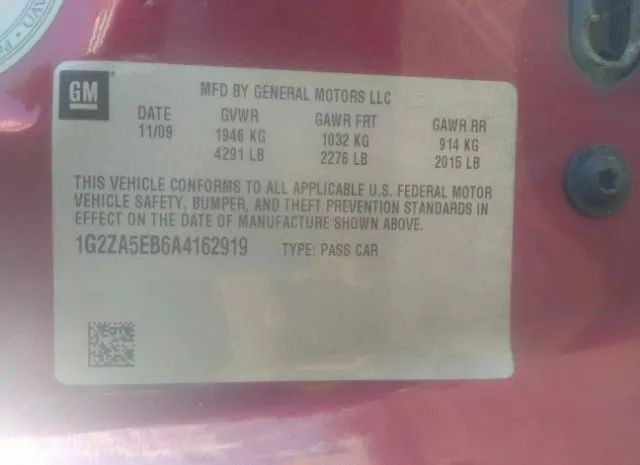 GM
MFD BY GENERAL MOTORS LLC
DATE GVWR GAWR FRT GAWR RR
11/09 1946 KG 1032 KG 914 KG
4291 LB 2276 LB 2015 LB
THIS VEHICLE CONFORMS TO ALL APPLICABLE U.S. FEDERAL MOTOR
VEHICLE SAFETY, BUMPER, AND THEFT PREVENTION STANDARDS IN
EFFECT ON THE DATE OF MANUFACTURE SHOWN ABOVE.
1G2ZA5EB6A4162919 TYPE: PASS CAR